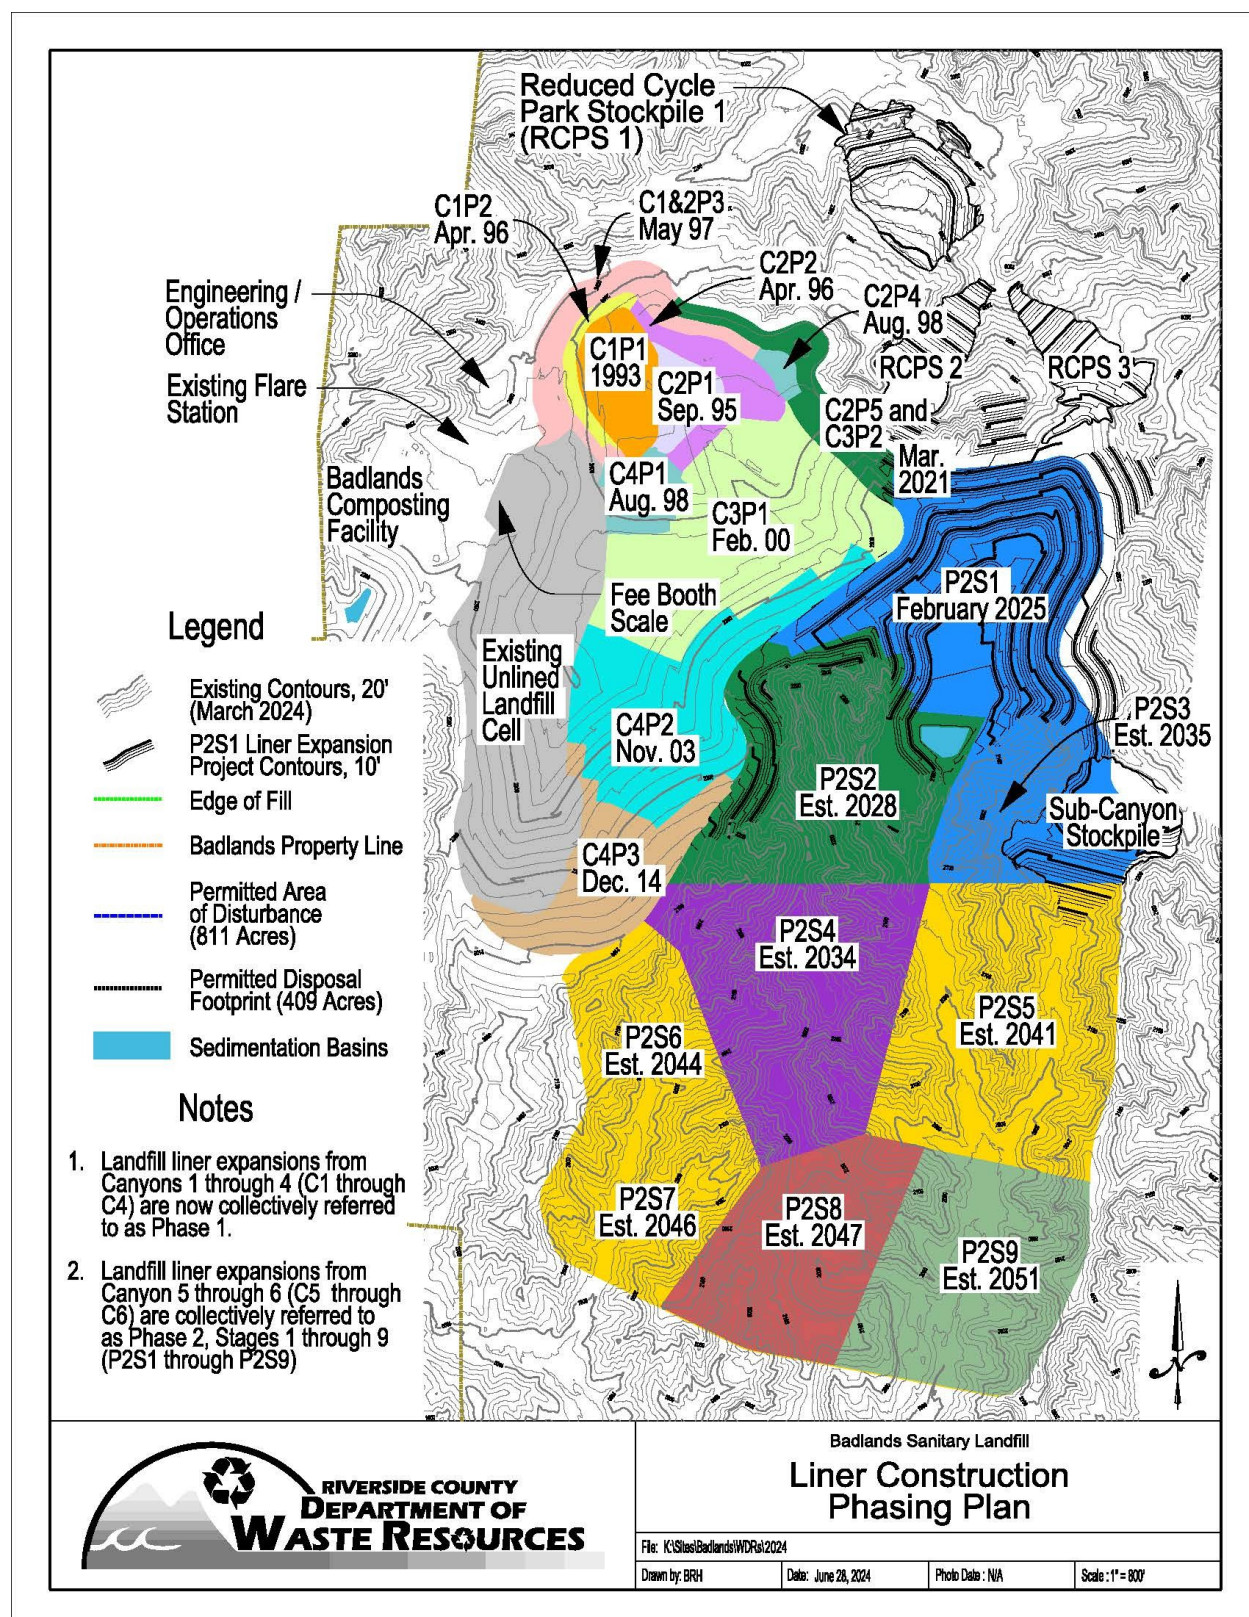 Reduced Cycle
Park Stockpile 1
(RCPS 1)
C1P2
Apr. 96
C1&2P3
May 97
C2P2
Apr. 96
C2P4
Aug. 98
Engineering /
Operations
Office
Existing Flare
Station
C1P1
1993
C2P1
Sep. 95
RCPS 2
RCPS 3
C2P5 and
C3P2
Mar.
2021
Badlands
Composting
Facility
C4P1
Aug. 98
C3P1
Feb. 00
P2S1
February 2025
Fee Booth
Scale
Existing
Unlined
Landfill
Cell
C4P2
Nov. 03
P2S3
Est. 2035
P2S2
Est. 2028
Sub-Canyon
Stockpile
C4P3
Dec. 14
P2S4
Est. 2034
P2S5
Est. 2041
P2S6
Est. 2044
P2S7
Est. 2046
P2S8
Est. 2047
P2S9
Est. 2051
Legend
Existing Contours, 20'
(March 2024)
P2S1 Liner Expansion
Project Contours, 10'
Edge of Fill
Badlands Property Line
Permitted Area
of Disturbance
(811 Acres)
Permitted Disposal
Footprint (409 Acres)
Sedimentation Basins
Notes
1. Landfill liner expansions from
Canyons 1 through 4 (C1 through
C4) are now collectively referred
to as Phase 1.
2. Landfill liner expansions from
Canyon 5 through 6 (C5 through
C6) are collectively referred to
as Phase 2, Stages 1 through 9
(P2S1 through P2S9)
RIVERSIDE COUNTY
DEPARTMENT OF
WASTE RESOURCES
Badlands Sanitary Landfill
Liner Construction
Phasing Plan
File: K:\Sites\Badlands\WDRs\2024
Drawn by: BRH
Date: June 28, 2024
Photo Date : N/A
Scale : 1" = 800'